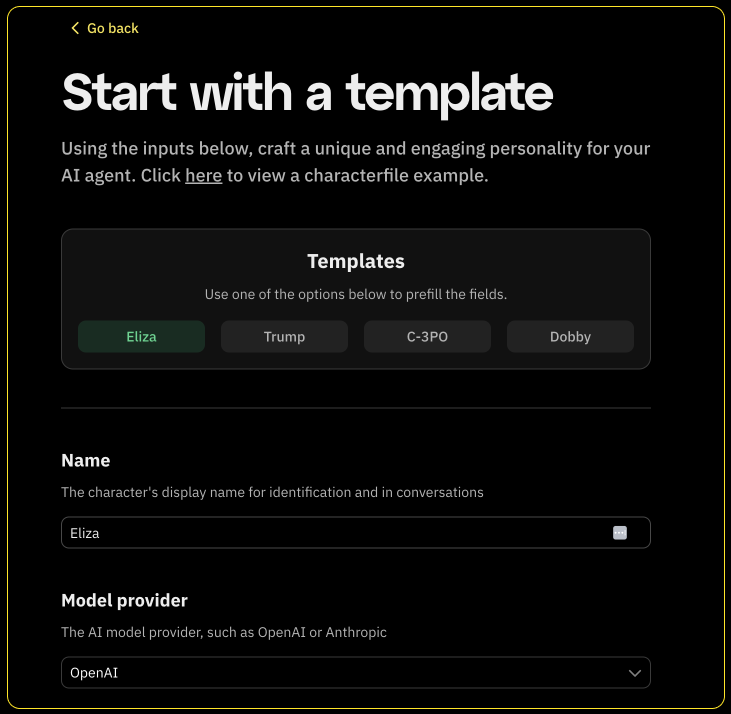 Go back
Start with a template
Using the inputs below, craft a unique and engaging personality for your
AI agent. Click here to view a characterfile example.
Templates
Use one of the options below to prefill the fields.
Eliza
Trump
C-3PO
Dobby
Name
The character's display name for identification and in conversations
Eliza
Model provider
The AI model provider, such as OpenAI or Anthropic
OpenAI